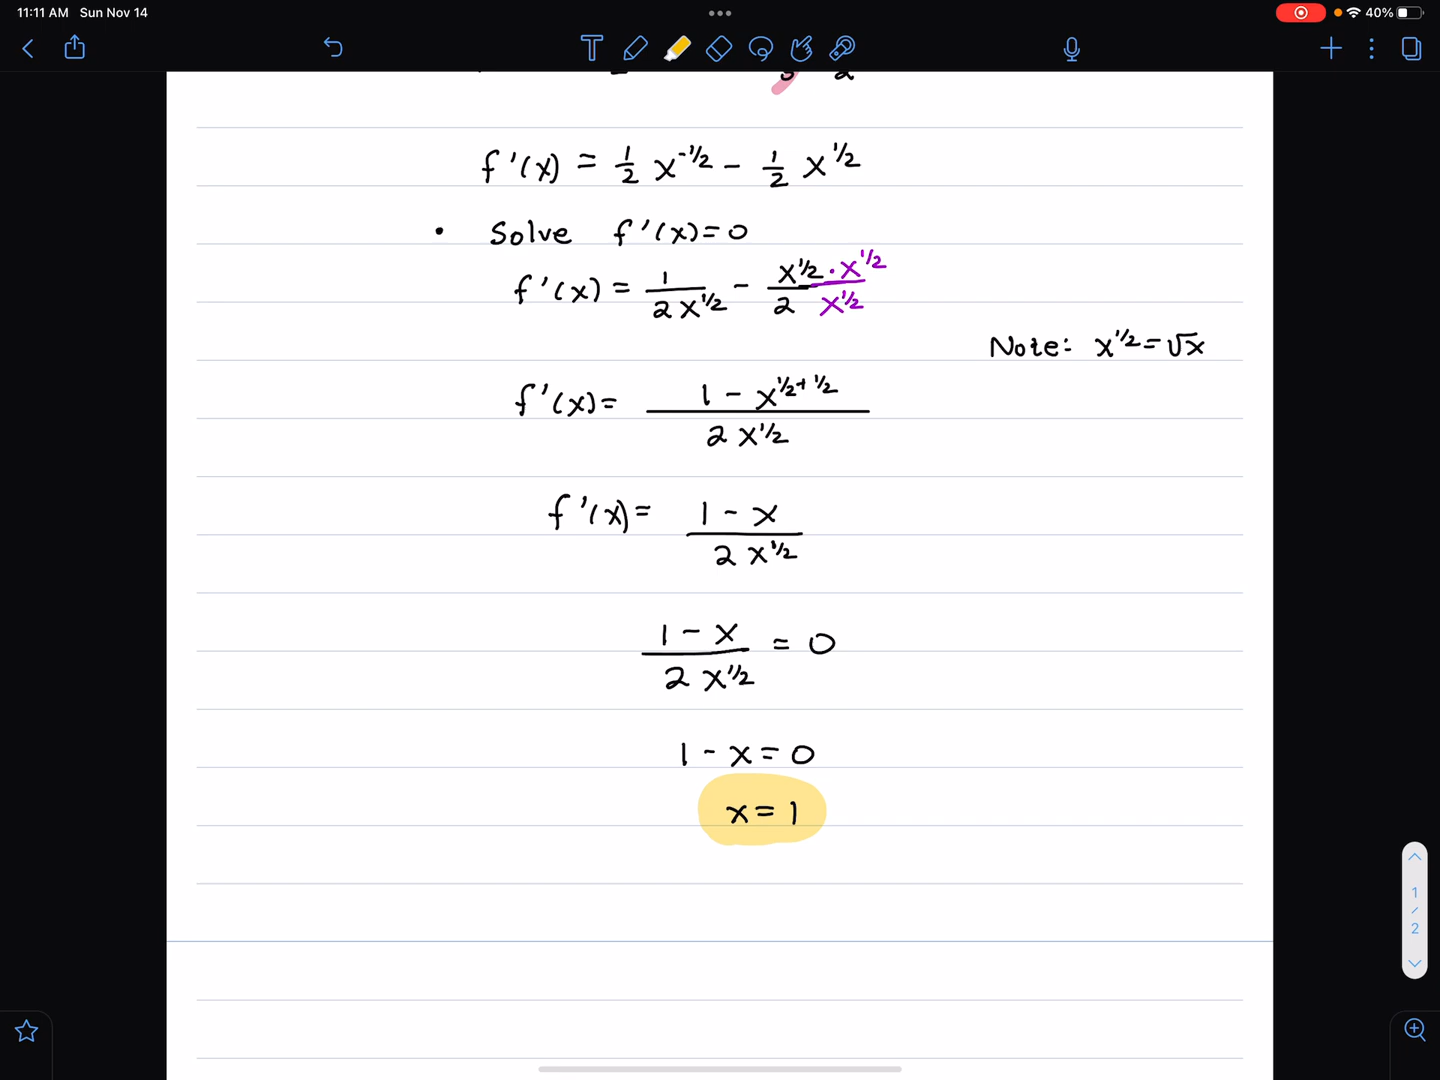 11:11 AM Sun Nov 14
40%
f'(x) = 1/2 x^-1/2 - 1/2 x^1/2
• Solve f'(x)=0
f'(x) = 1/(2x^1/2) - x^1/2/2 · x^1/2/x^1/2
Note: x^1/2 = √x
f'(x) = (1 - x^1/2+1/2)/(2x^1/2)
f'(x) = (1 - x)/(2x^1/2)
(1 - x)/(2x^1/2) = 0
1 - x = 0
x = 1
1
/
2